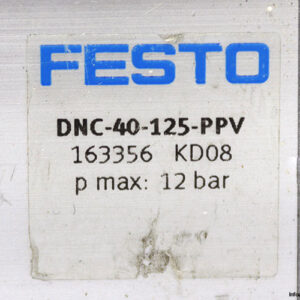 FESTO
DNC-40-125-PPV
163356 KD08
p max: 12 bar